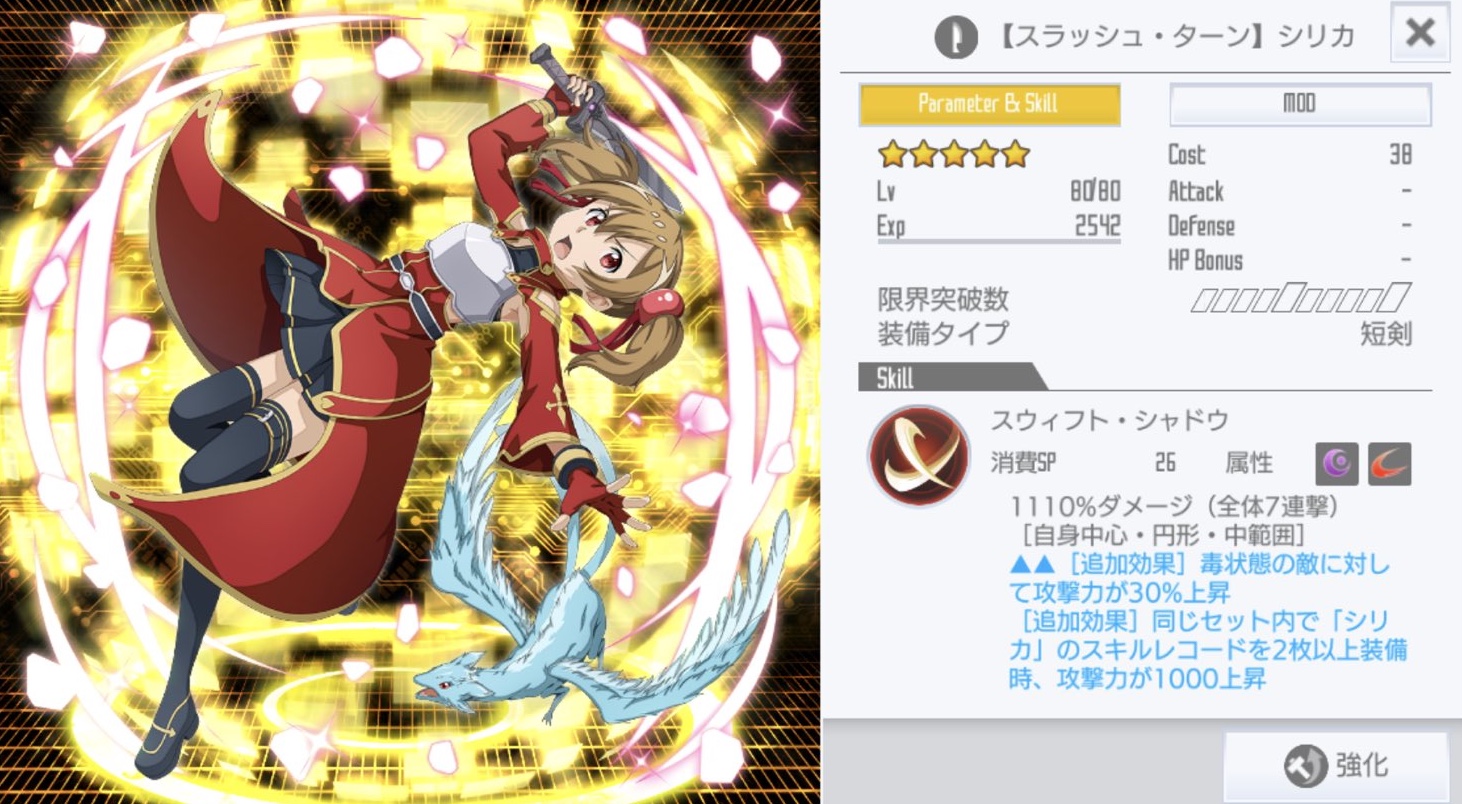 【スラッシュ・ターン】シリカ
Parameter & Skill
MOD
Cost 38
Lv 80/80
Attack -
Exp 2542
Defense -
HP Bonus -
限界突破数
装備タイプ 短剣
Skill
スウィフト・シャドウ
消費SP 26 属性
1110%ダメージ（全体7連撃）
［自身中心・円形・中範囲］
▲▲［追加効果］毒状態の敵に対し
て攻撃力が30%上昇
［追加効果］同じセット内で「シリ
カ」のスキルレコードを2枚以上装備
時、攻撃力が1000上昇
強化